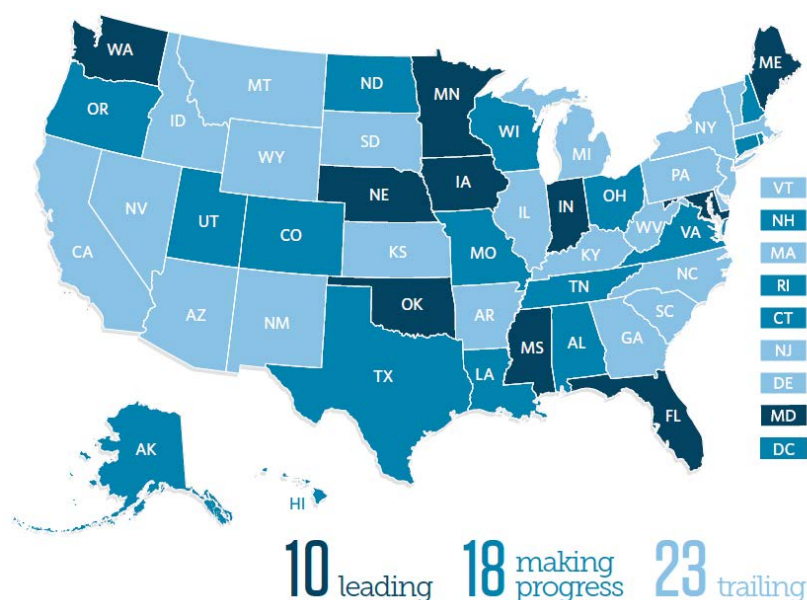 WA
ME
MT
ND
MN
OR
ID
SD
WI
NY
WY
MI
NE
IA
PA
VT
NV
UT
CO
IL
IN
OH
NH
CA
KS
MO
KY
WV
VA
MA
NC
RI
TN
AZ
NM
OK
AR
SC
CT
MS
AL
GA
NJ
TX
LA
DE
FL
MD
AK
DC
HI
10 leading
18 making progress
23 trailing